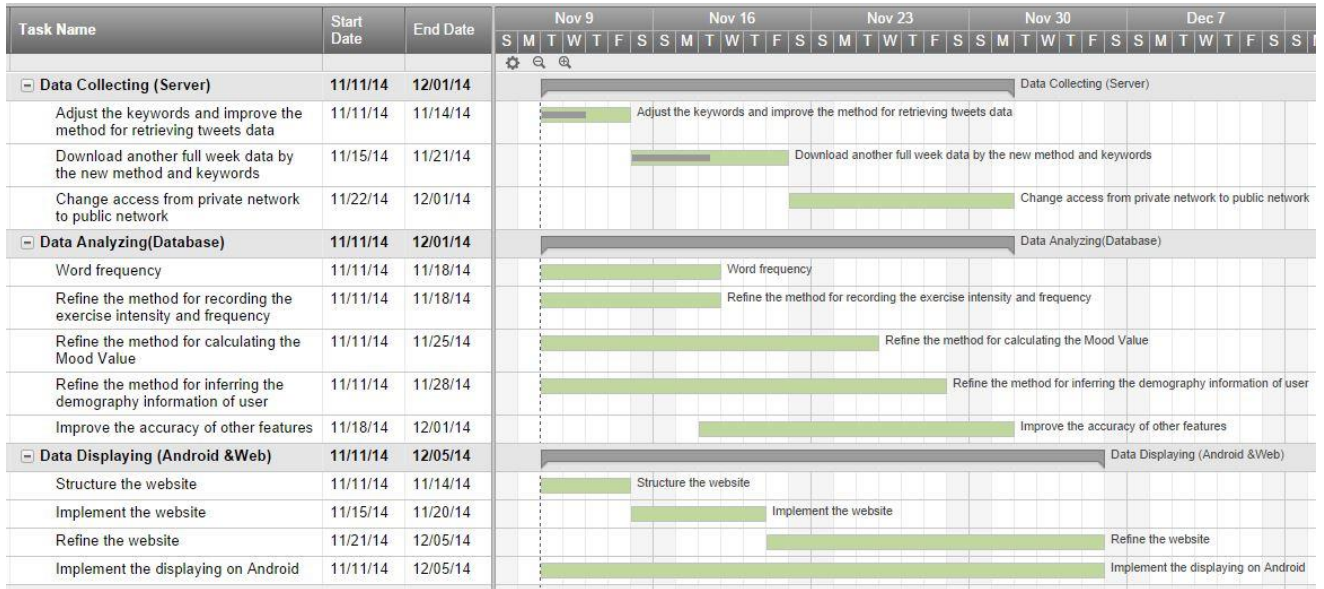 Task Name Start Date End Date
Nov 9 Nov 16 Nov 23 Nov 30 Dec 7
S M T W T F S S M T W T F S S M T W T F S S M T W T F S S M T W T F S S
Data Collecting (Server) 11/11/14 12/01/14 Data Collecting (Server)
Adjust the keywords and improve the 11/11/14 11/14/14 Adjust the keywords and improve the method for retrieving tweets data
method for retrieving tweets data
Download another full week data by 11/15/14 11/21/14 Download another full week data by the new method and keywords
the new method and keywords
Change access from private network 11/22/14 12/01/14 Change access from private network to public network
to public network
Data Analyzing(Database) 11/11/14 12/01/14 Data Analyzing(Database)
Word frequency 11/11/14 11/18/14 Word frequency
Refine the method for recording the 11/11/14 11/18/14 Refine the method for recording the exercise intensity and frequency
exercise intensity and frequency
Refine the method for calculating the 11/11/14 11/25/14 Refine the method for calculating the Mood Value
Mood Value
Refine the method for inferring the 11/11/14 11/28/14 Refine the method for inferring the demography information of user
demography information of user
Improve the accuracy of other features 11/18/14 12/01/14 Improve the accuracy of other features
Data Displaying (Android &Web) 11/11/14 12/05/14 Data Displaying (Android &Web)
Structure the website 11/11/14 11/14/14 Structure the website
Implement the website 11/15/14 11/20/14 Implement the website
Refine the website 11/21/14 12/05/14 Refine the website
Implement the displaying on Android 11/11/14 12/05/14 Implement the displaying on Android